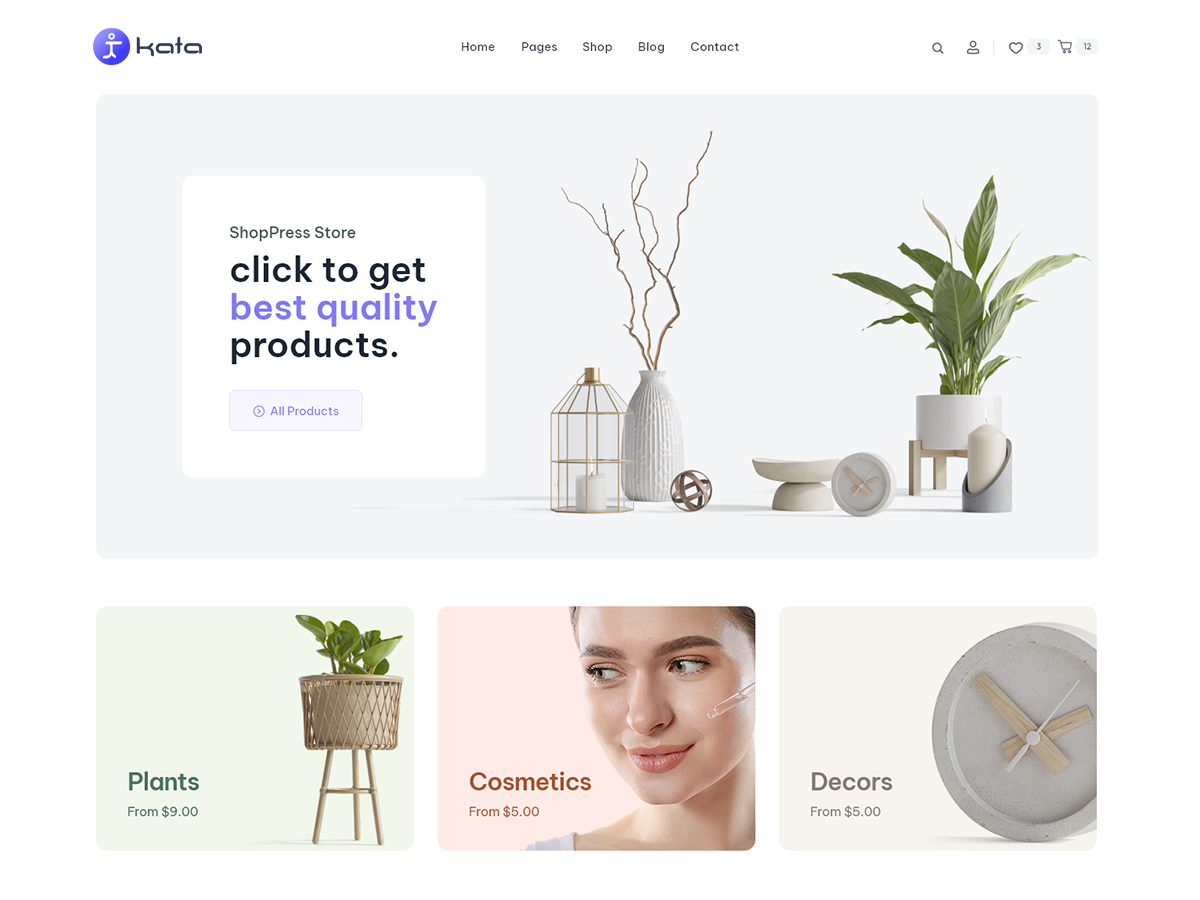 kata
Home Pages Shop Blog Contact
3 12
ShopPress Store
click to get
best quality
products.
All Products
Plants
From $9.00
Cosmetics
From $5.00
Decors
From $5.00